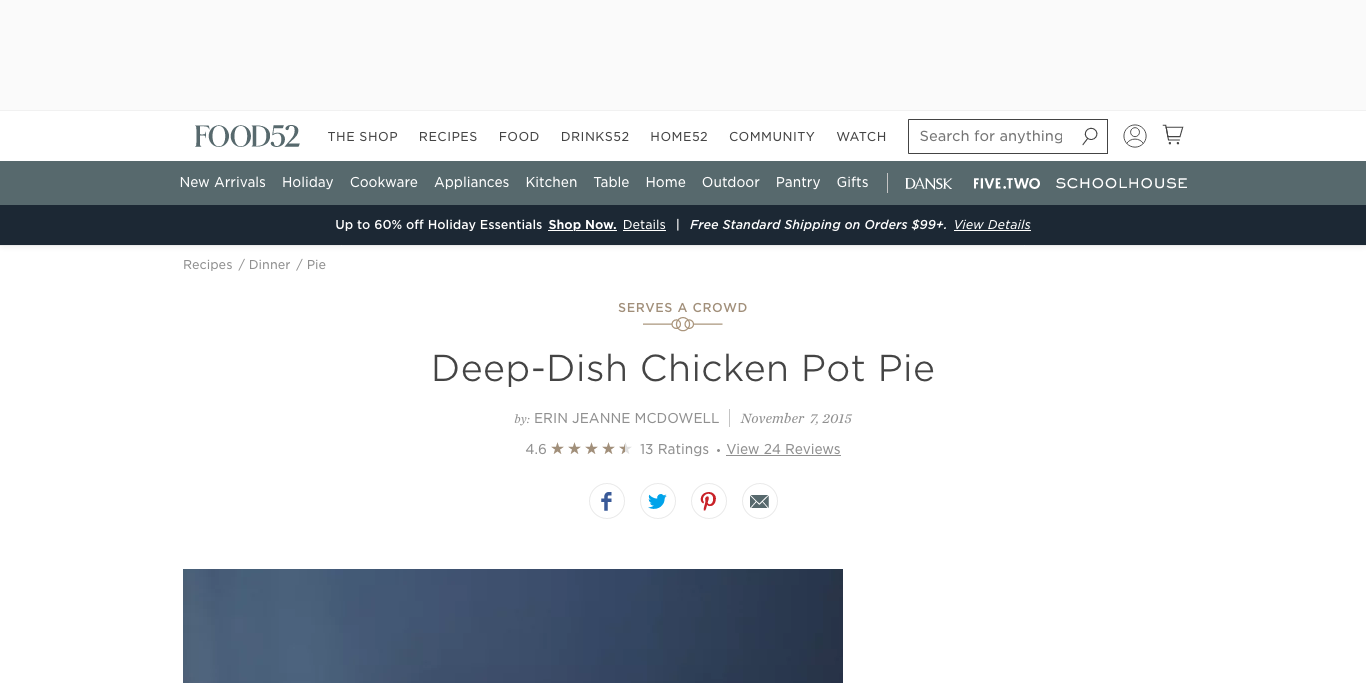 FOOD52 THE SHOP RECIPES FOOD DRINKS52 HOME52 COMMUNITY WATCH Search for anything
New Arrivals Holiday Cookware Appliances Kitchen Table Home Outdoor Pantry Gifts DANSK FIVE.TWO SCHOOLHOUSE
Up to 60% off Holiday Essentials Shop Now. Details | Free Standard Shipping on Orders $99+. View Details
Recipes / Dinner / Pie
SERVES A CROWD
Deep-Dish Chicken Pot Pie
by: ERIN JEANNE MCDOWELL | November 7, 2015
4.6 ★★★★⯨ 13 Ratings • View 24 Reviews